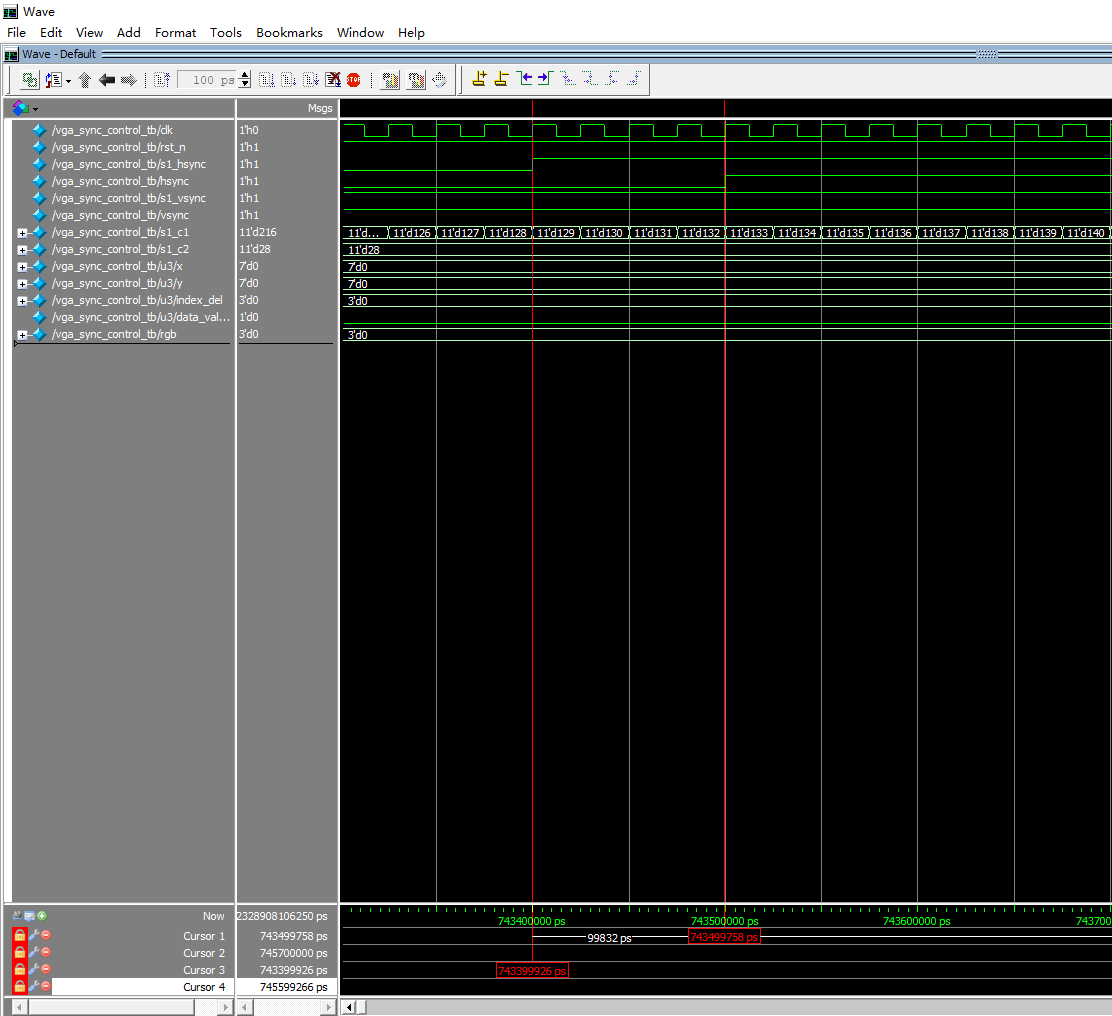 Wave
File Edit View Add Format Tools Bookmarks Window Help
Wave - Default
100 ps STOP
Msgs
/vga_sync_control_tb/clk 1'h0
/vga_sync_control_tb/rst_n 1'h1
/vga_sync_control_tb/s1_hsync 1'h1
/vga_sync_control_tb/hsync 1'h1
/vga_sync_control_tb/s1_vsync 1'h1
/vga_sync_control_tb/vsync 1'h1
/vga_sync_control_tb/s1_c1 11'd216 11'd... 11'd126 11'd127 11'd128 11'd129 11'd130 11'd131 11'd132 11'd133 11'd134 11'd135 11'd136 11'd137 11'd138 11'd139 11'd140
/vga_sync_control_tb/s1_c2 11'd28 11'd28
/vga_sync_control_tb/u3/x 7'd0 7'd0
/vga_sync_control_tb/u3/y 7'd0 7'd0
/vga_sync_control_tb/u3/index_del 3'd0 3'd0
/vga_sync_control_tb/u3/data_val... 1'd0
/vga_sync_control_tb/rgb 3'd0 3'd0
Now 2328908106250 ps 743400000 ps 743500000 ps 743600000 ps 743700
Cursor 1 743499758 ps 99832 ps 743499758 ps
Cursor 2 745700000 ps
Cursor 3 743399926 ps 743399926 ps
Cursor 4 745599266 ps